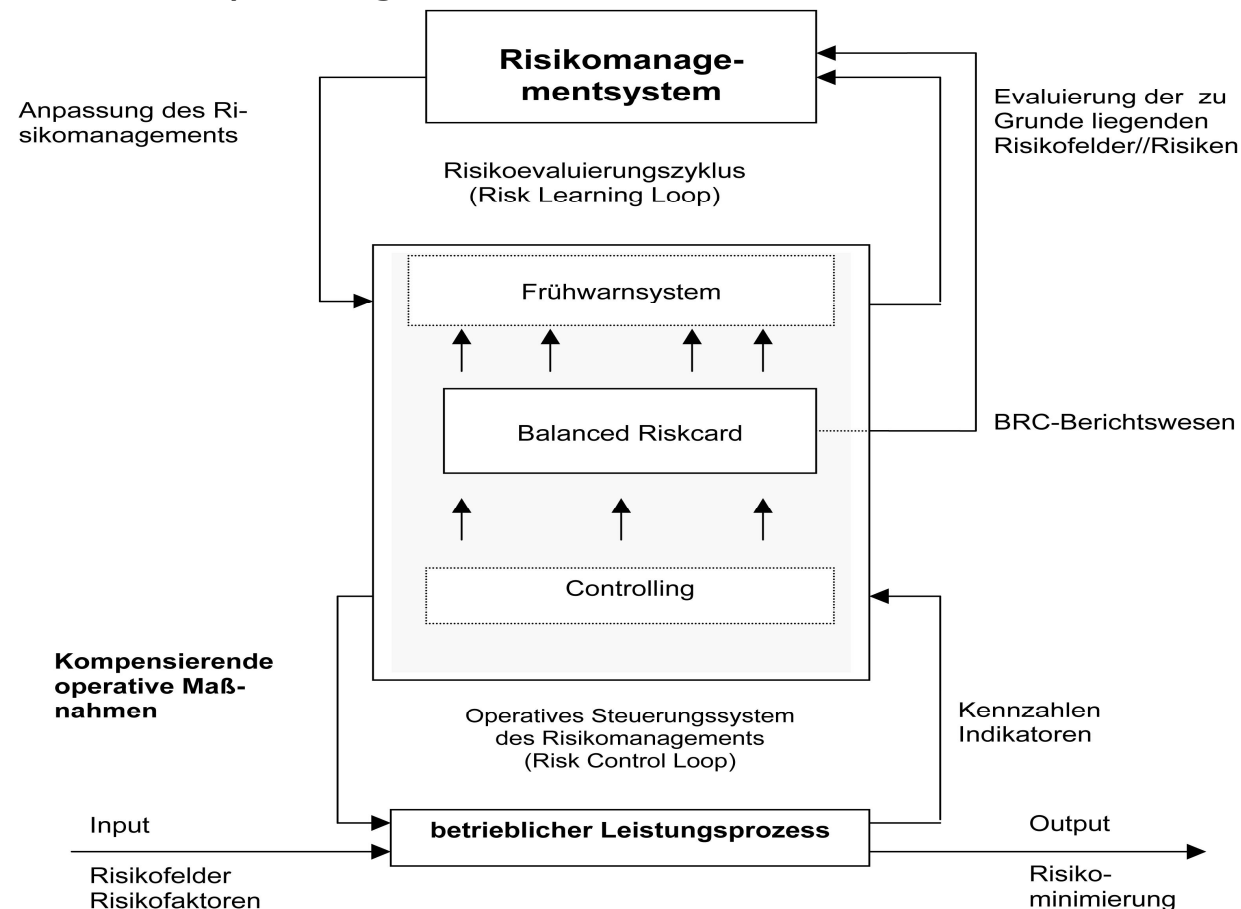 Risikomanage-
mentsystem
Anpassung des Ri-
sikomanagements
Evaluierung der zu
Grunde liegenden
Risikofelder//Risiken
Risikoevaluierungszyklus
(Risk Learning Loop)
Frühwarnsystem
Balanced Riskcard
BRC-Berichtswesen
Controlling
Kompensierende
operative Maß-
nahmen
Operatives Steuerungssystem
des Risikomanagements
(Risk Control Loop)
Kennzahlen
Indikatoren
Input
betrieblicher Leistungsprozess
Output
Risikofelder
Risikofaktoren
Risiko-
minimierung